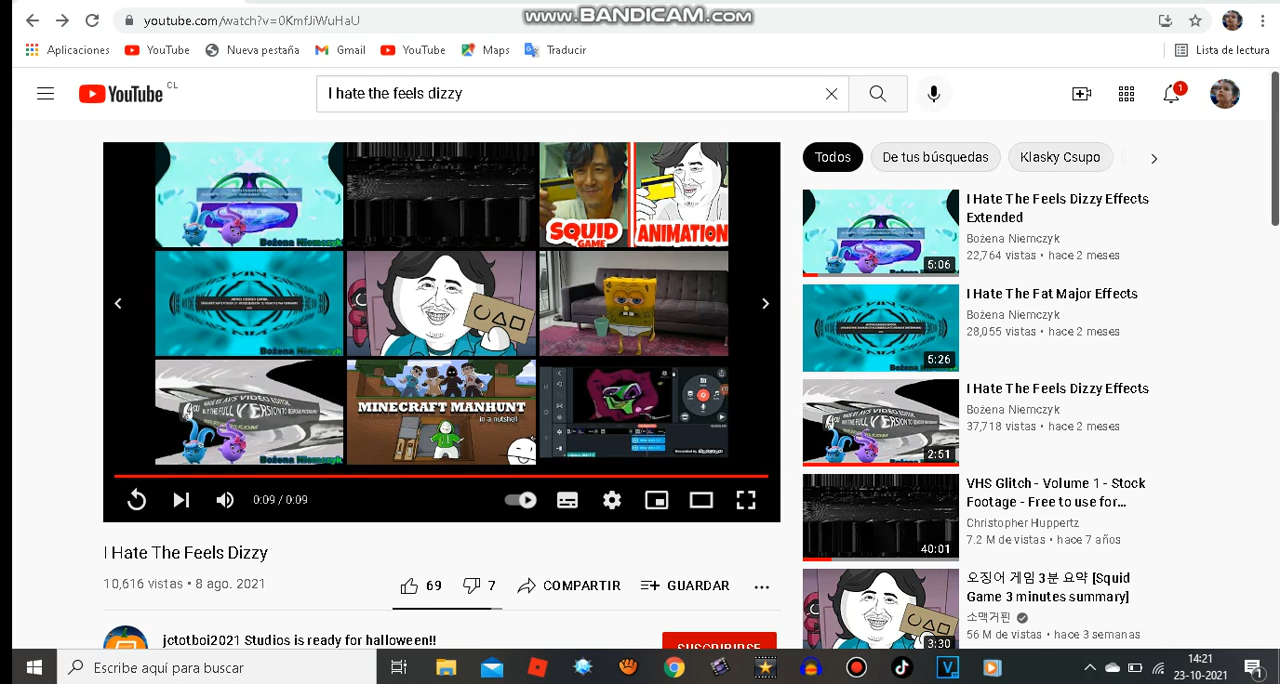 www.BANDICAM.com
youtube.com/watch?v=0KmfJiWuHaU
Aplicaciones
YouTube
Nueva pestaña
Gmail
YouTube
Maps
Traducir
Lista de lectura
YouTube CL
I hate the feels dizzy
1
Bożena Niemczyk
SQUID GAME
ANIMATION
Bożena Niemczyk
Bożena Niemczyk
MINECRAFT MANHUNT
in a nutshell
0:09 / 0:09
I Hate The Feels Dizzy
10,616 vistas • 8 ago. 2021
69
7
COMPARTIR
GUARDAR
jctotboi2021 Studios is ready for halloween!!
SUSCRIBIRSE
Todos
De tus búsquedas
Klasky Csupo
I Hate The Feels Dizzy Effects
Extended
Bożena Niemczyk
22,764 vistas • hace 2 meses
5:06
I Hate The Fat Major Effects
Bożena Niemczyk
28,055 vistas • hace 2 meses
5:26
I Hate The Feels Dizzy Effects
Bożena Niemczyk
37,718 vistas • hace 2 meses
2:51
VHS Glitch - Volume 1 - Stock
Footage - Free to use for...
Christopher Huppertz
7.2 M de vistas • hace 7 años
40:01
오징어 게임 3분 요약 [Squid
Game 3 minutes summary]
소맥거핀
56 M de vistas • hace 3 semanas
3:30
Escribe aquí para buscar
14:21
23-10-2021
1